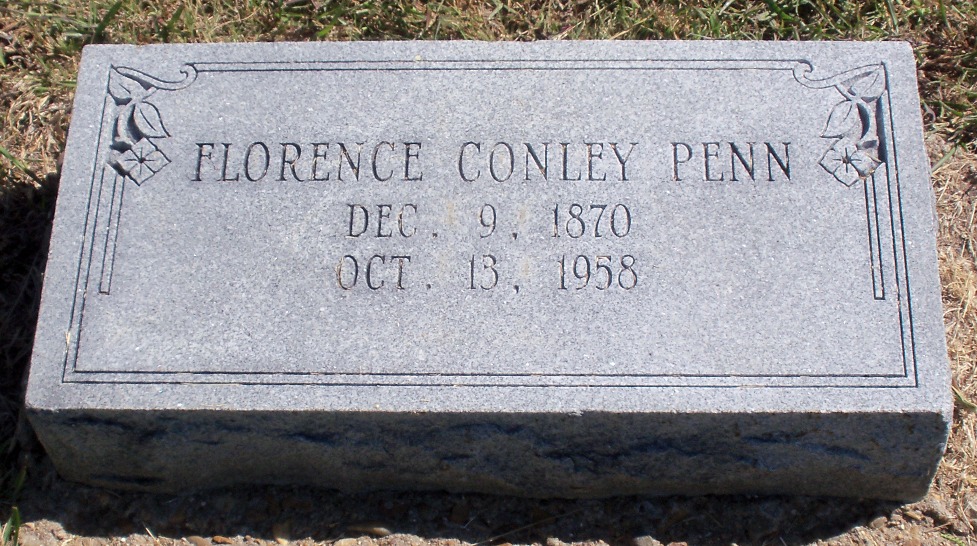 FLORENCE CONLEY PENN
DEC. 9, 1870
OCT. 13, 1958